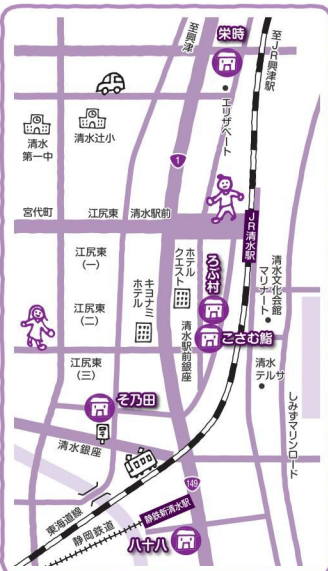 栄時
至興津
至JR興津駅
エリザベート
清水
第一中
清水辻小
1
宮代町
江尻東
清水駅前
JR清水駅
江尻東
(一)
ホテル
クエスト
ろぶ村
清水文化会館
マリナート
キヨナミ
ホテル
江尻東
(二)
清水駅前銀座
ごさむ鮨
清水
テルサ
江尻東
(三)
しみずマリンロード
そ乃田
清水銀座
149
東海道線
静岡鉄道
静鉄新清水駅
八十八